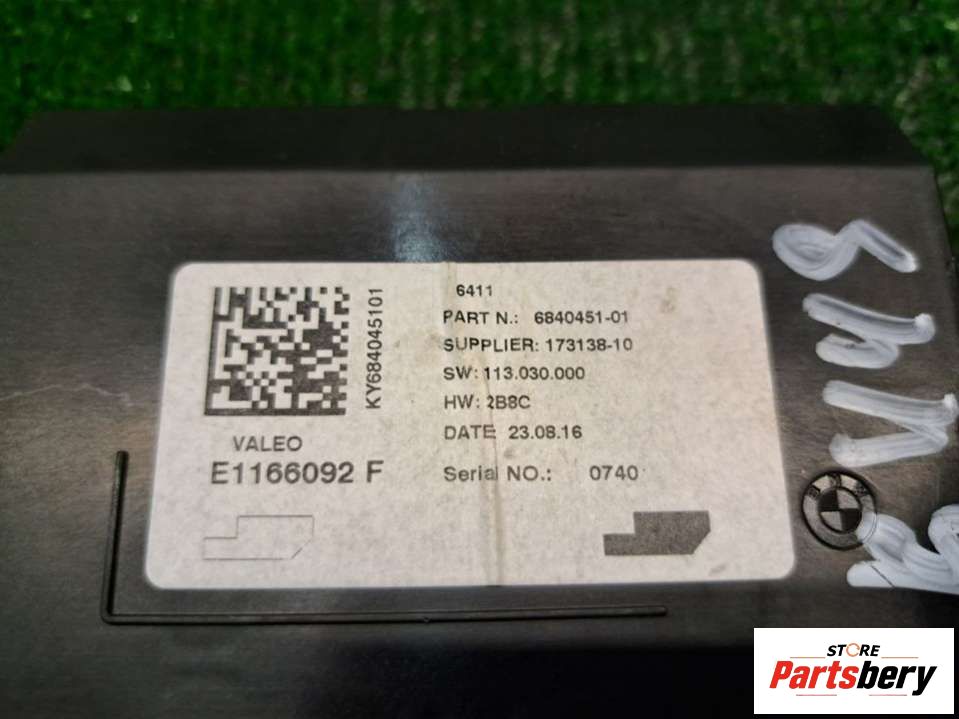 6411
PART N.: 6840451-01
SUPPLIER: 173138-10
SW: 113.030.000
HW: 2B8C
DATE 23.08.16
Serial NO.: 0740
KY684045101
VALEO
E1166092 F
BMW
STORE
Partsbery